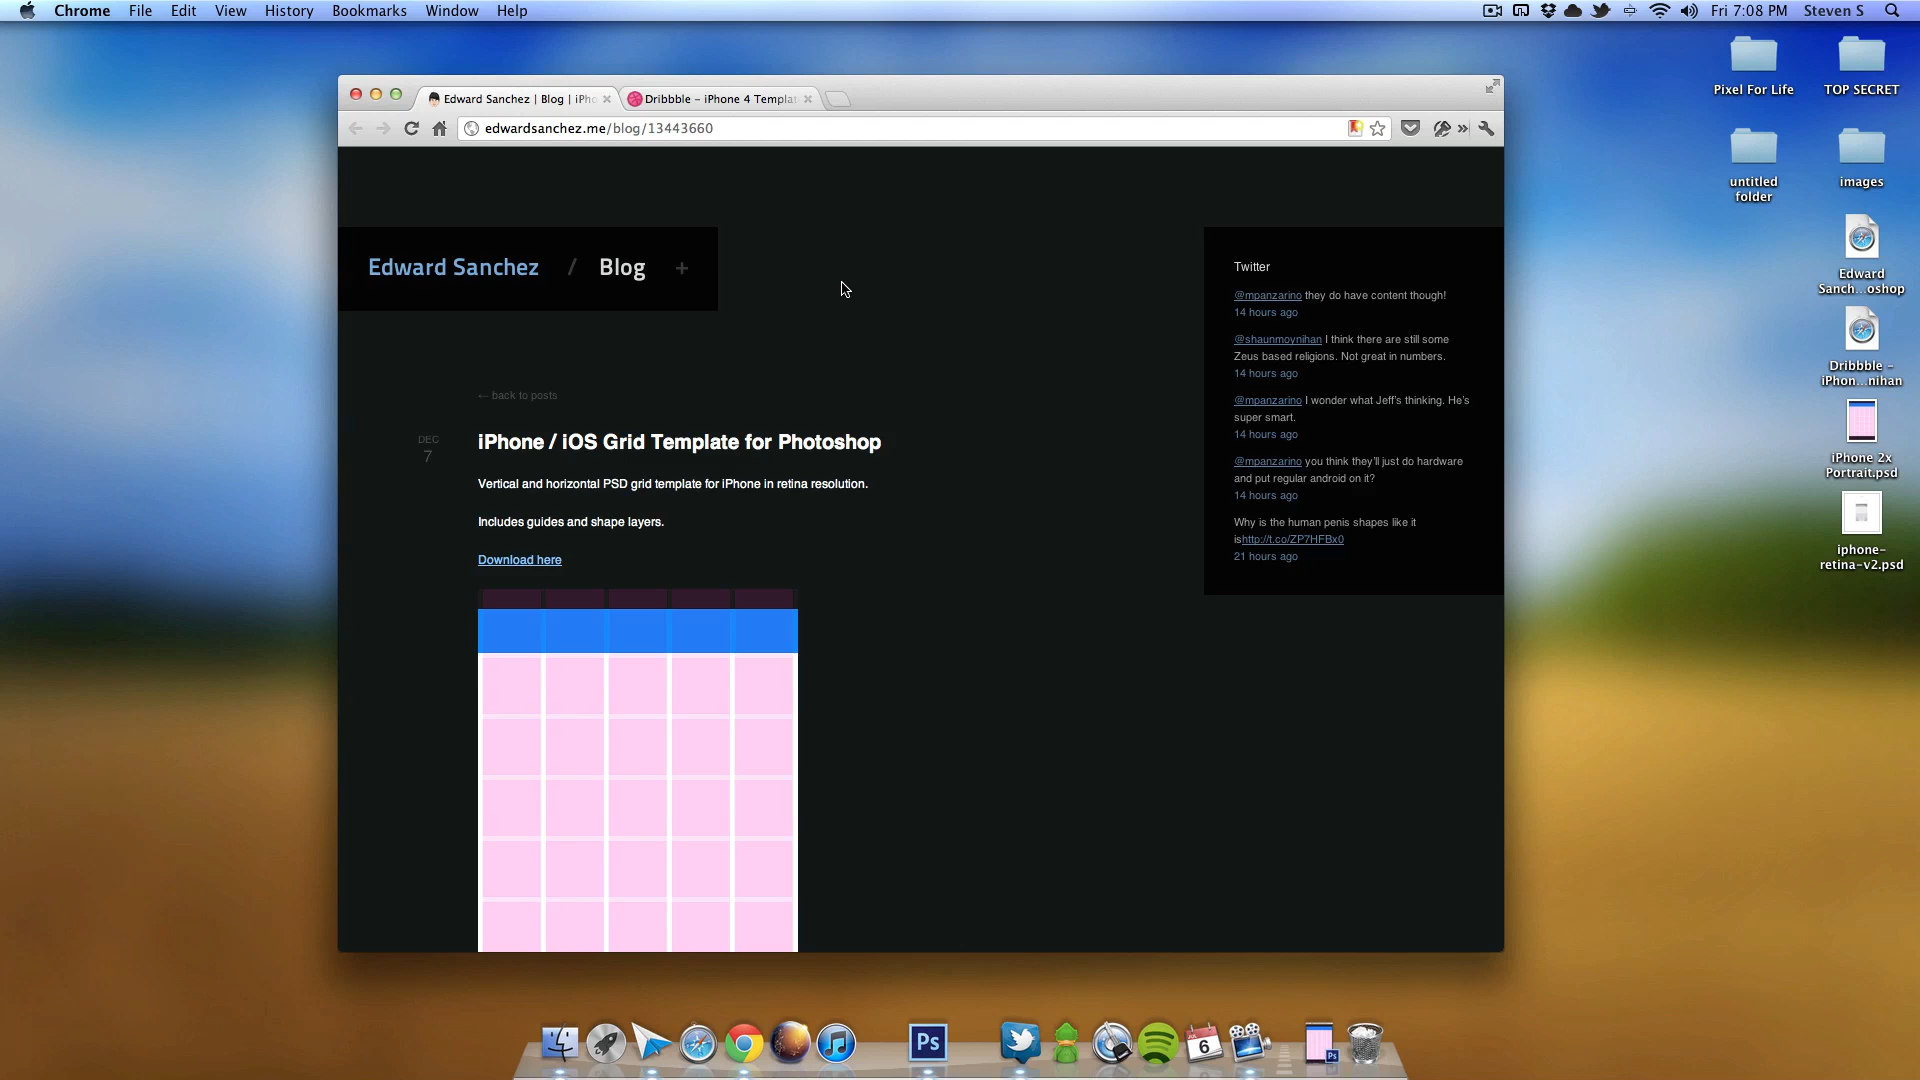 Chrome File Edit View History Bookmarks Window Help
Fri 7:08 PM Steven S
Pixel For Life
TOP SECRET
untitled
folder
images
Edward
Sanch...oshop
Dribbble –
iPhon...nihan
iPhone 2x
Portrait.psd
iphone-
retina-v2.psd
Edward Sanchez | Blog | iPho
Dribbble - iPhone 4 Templat
edwardsanchez.me/blog/13443660
Edward Sanchez / Blog +
← back to posts
DEC
7
iPhone / iOS Grid Template for Photoshop
Vertical and horizontal PSD grid template for iPhone in retina resolution.
Includes guides and shape layers.
Download here
Twitter
@mpanzarino they do have content though!
14 hours ago
@shaunmoynihan I think there are still some
Zeus based religions. Not great in numbers.
14 hours ago
@mpanzarino I wonder what Jeff's thinking. He's
super smart.
14 hours ago
@mpanzarino you think they'll just do hardware
and put regular android on it?
14 hours ago
Why is the human penis shapes like it
ishttp://t.co/ZP7HFBx0
21 hours ago
Ps
6
Ps